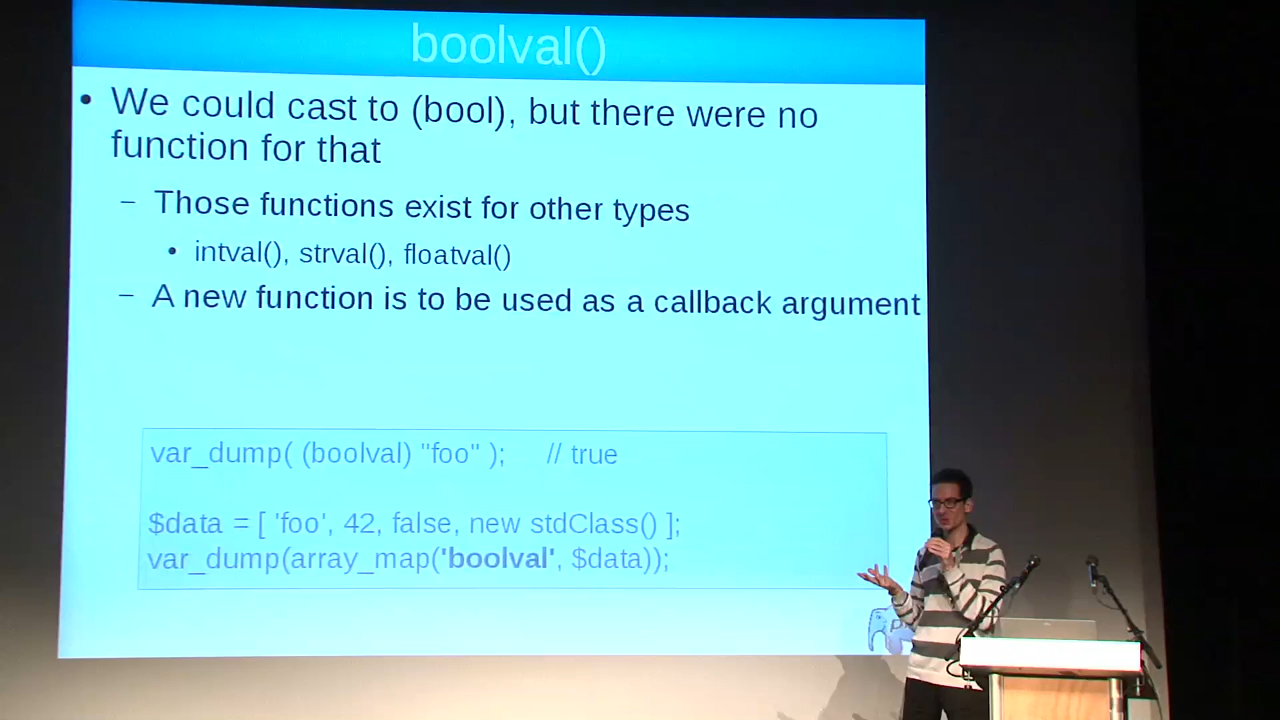 boolval()
• We could cast to (bool), but there were no
function for that
– Those functions exist for other types
• intval(), strval(), floatval()
– A new function is to be used as a callback argument
var_dump( (boolval) "foo" ); // true
$data = [ 'foo', 42, false, new stdClass() ];
var_dump(array_map('boolval', $data));